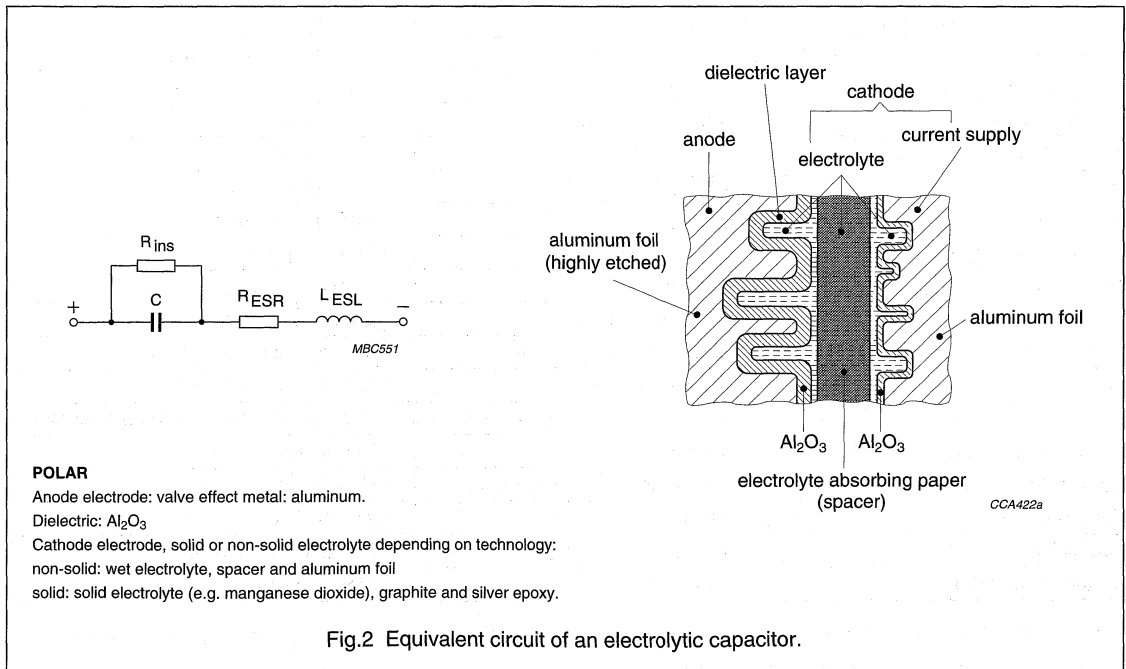 dielectric layer
cathode
anode
current supply
electrolyte
aluminum foil
(highly etched)
R ins
+
C
R ESR
L ESL
−
MBC551
aluminum foil
Al2O3
Al2O3
electrolyte absorbing paper
(spacer)
CCA422a
POLAR
Anode electrode: valve effect metal: aluminum.
Dielectric: Al2O3
Cathode electrode, solid or non-solid electrolyte depending on technology:
non-solid: wet electrolyte, spacer and aluminum foil
solid: solid electrolyte (e.g. manganese dioxide), graphite and silver epoxy.
Fig.2 Equivalent circuit of an electrolytic capacitor.